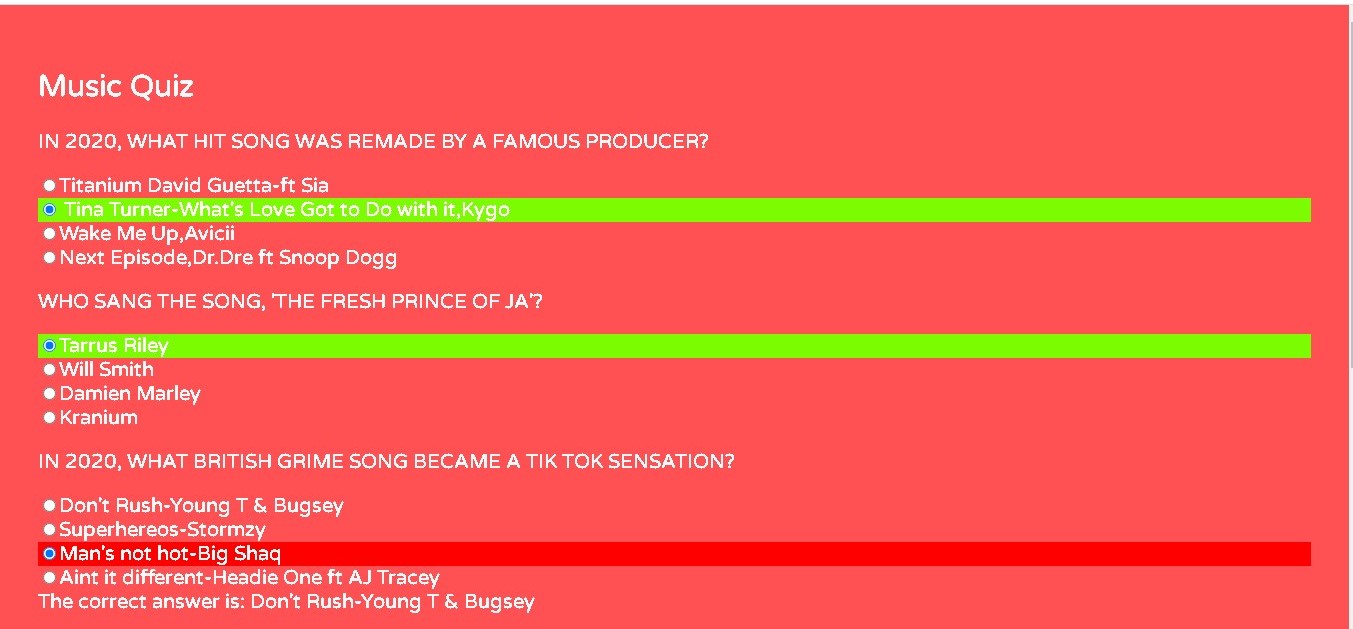 Music Quiz
IN 2020, WHAT HIT SONG WAS REMADE BY A FAMOUS PRODUCER?
Titanium David Guetta-ft Sia
Tina Turner-What's Love Got to Do with it,Kygo
Wake Me Up,Avicii
Next Episode,Dr.Dre ft Snoop Dogg
WHO SANG THE SONG, 'THE FRESH PRINCE OF JA'?
Tarrus Riley
Will Smith
Damien Marley
Kranium
IN 2020, WHAT BRITISH GRIME SONG BECAME A TIK TOK SENSATION?
Don't Rush-Young T & Bugsey
Superhereos-Stormzy
Man's not hot-Big Shaq
Aint it different-Headie One ft AJ Tracey
The correct answer is: Don't Rush-Young T & Bugsey